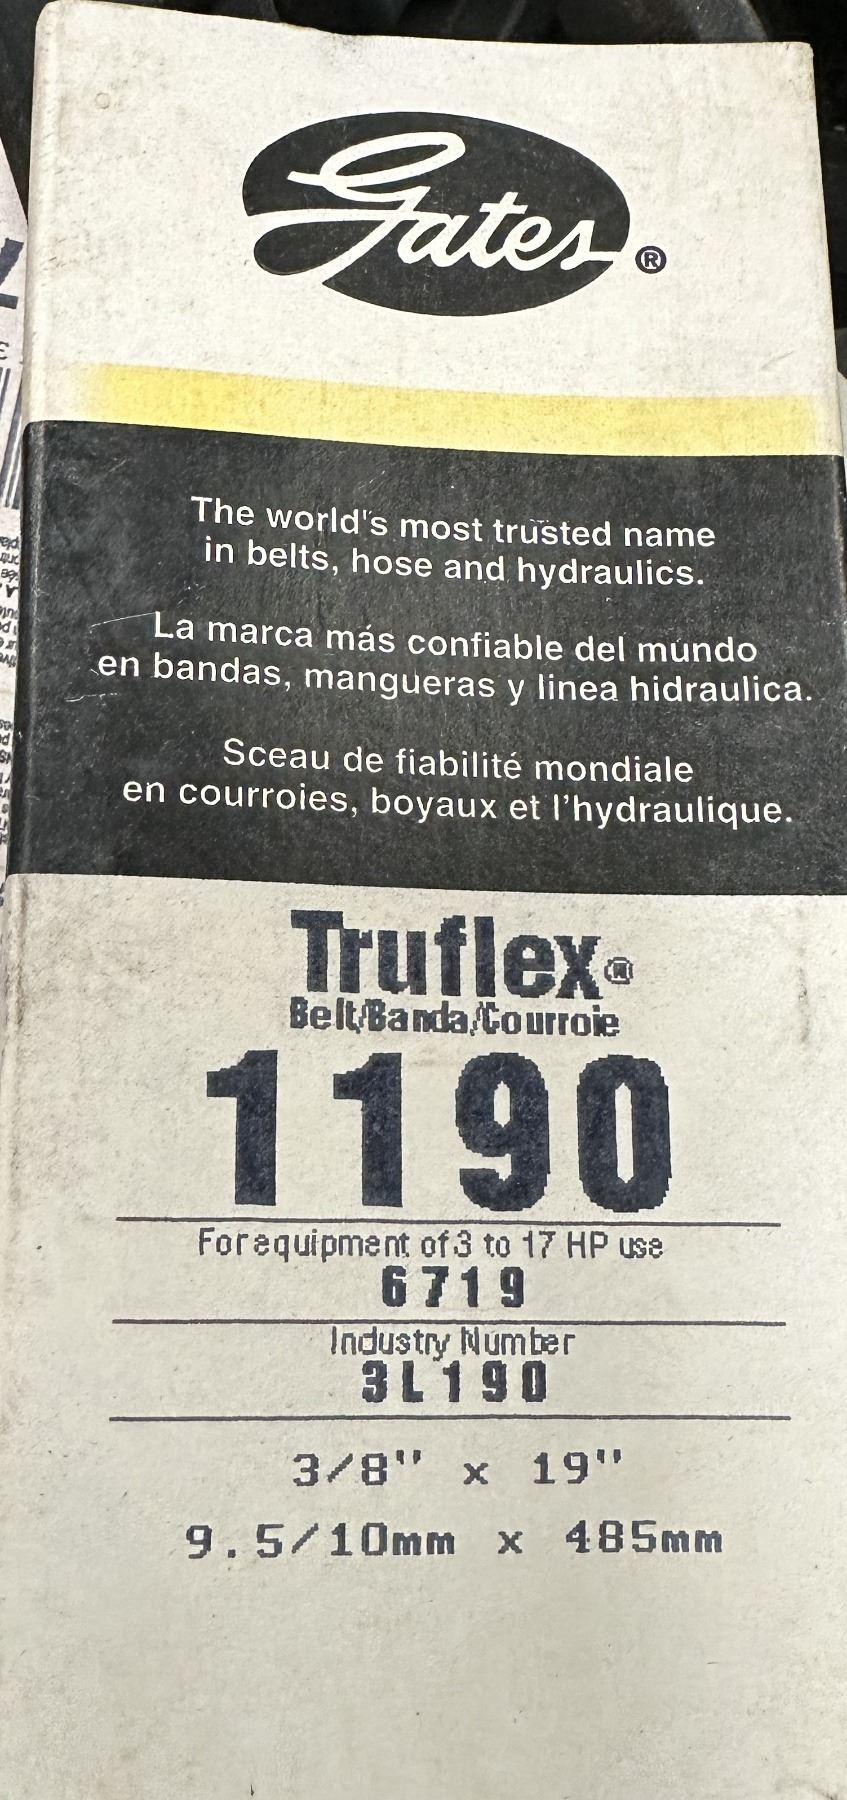 Gates®
The world's most trusted name
in belts, hose and hydraulics.
La marca más confiable del mundo
en bandas, mangueras y linea hidraulica.
Sceau de fiabilité mondiale
en courroies, boyaux et l'hydraulique.
Truflex®
Belt/Banda/Courroie
1190
For equipment of 3 to 17 HP use
6719
Industry Number
3L190
3/8" x 19"
9.5/10mm x 485mm